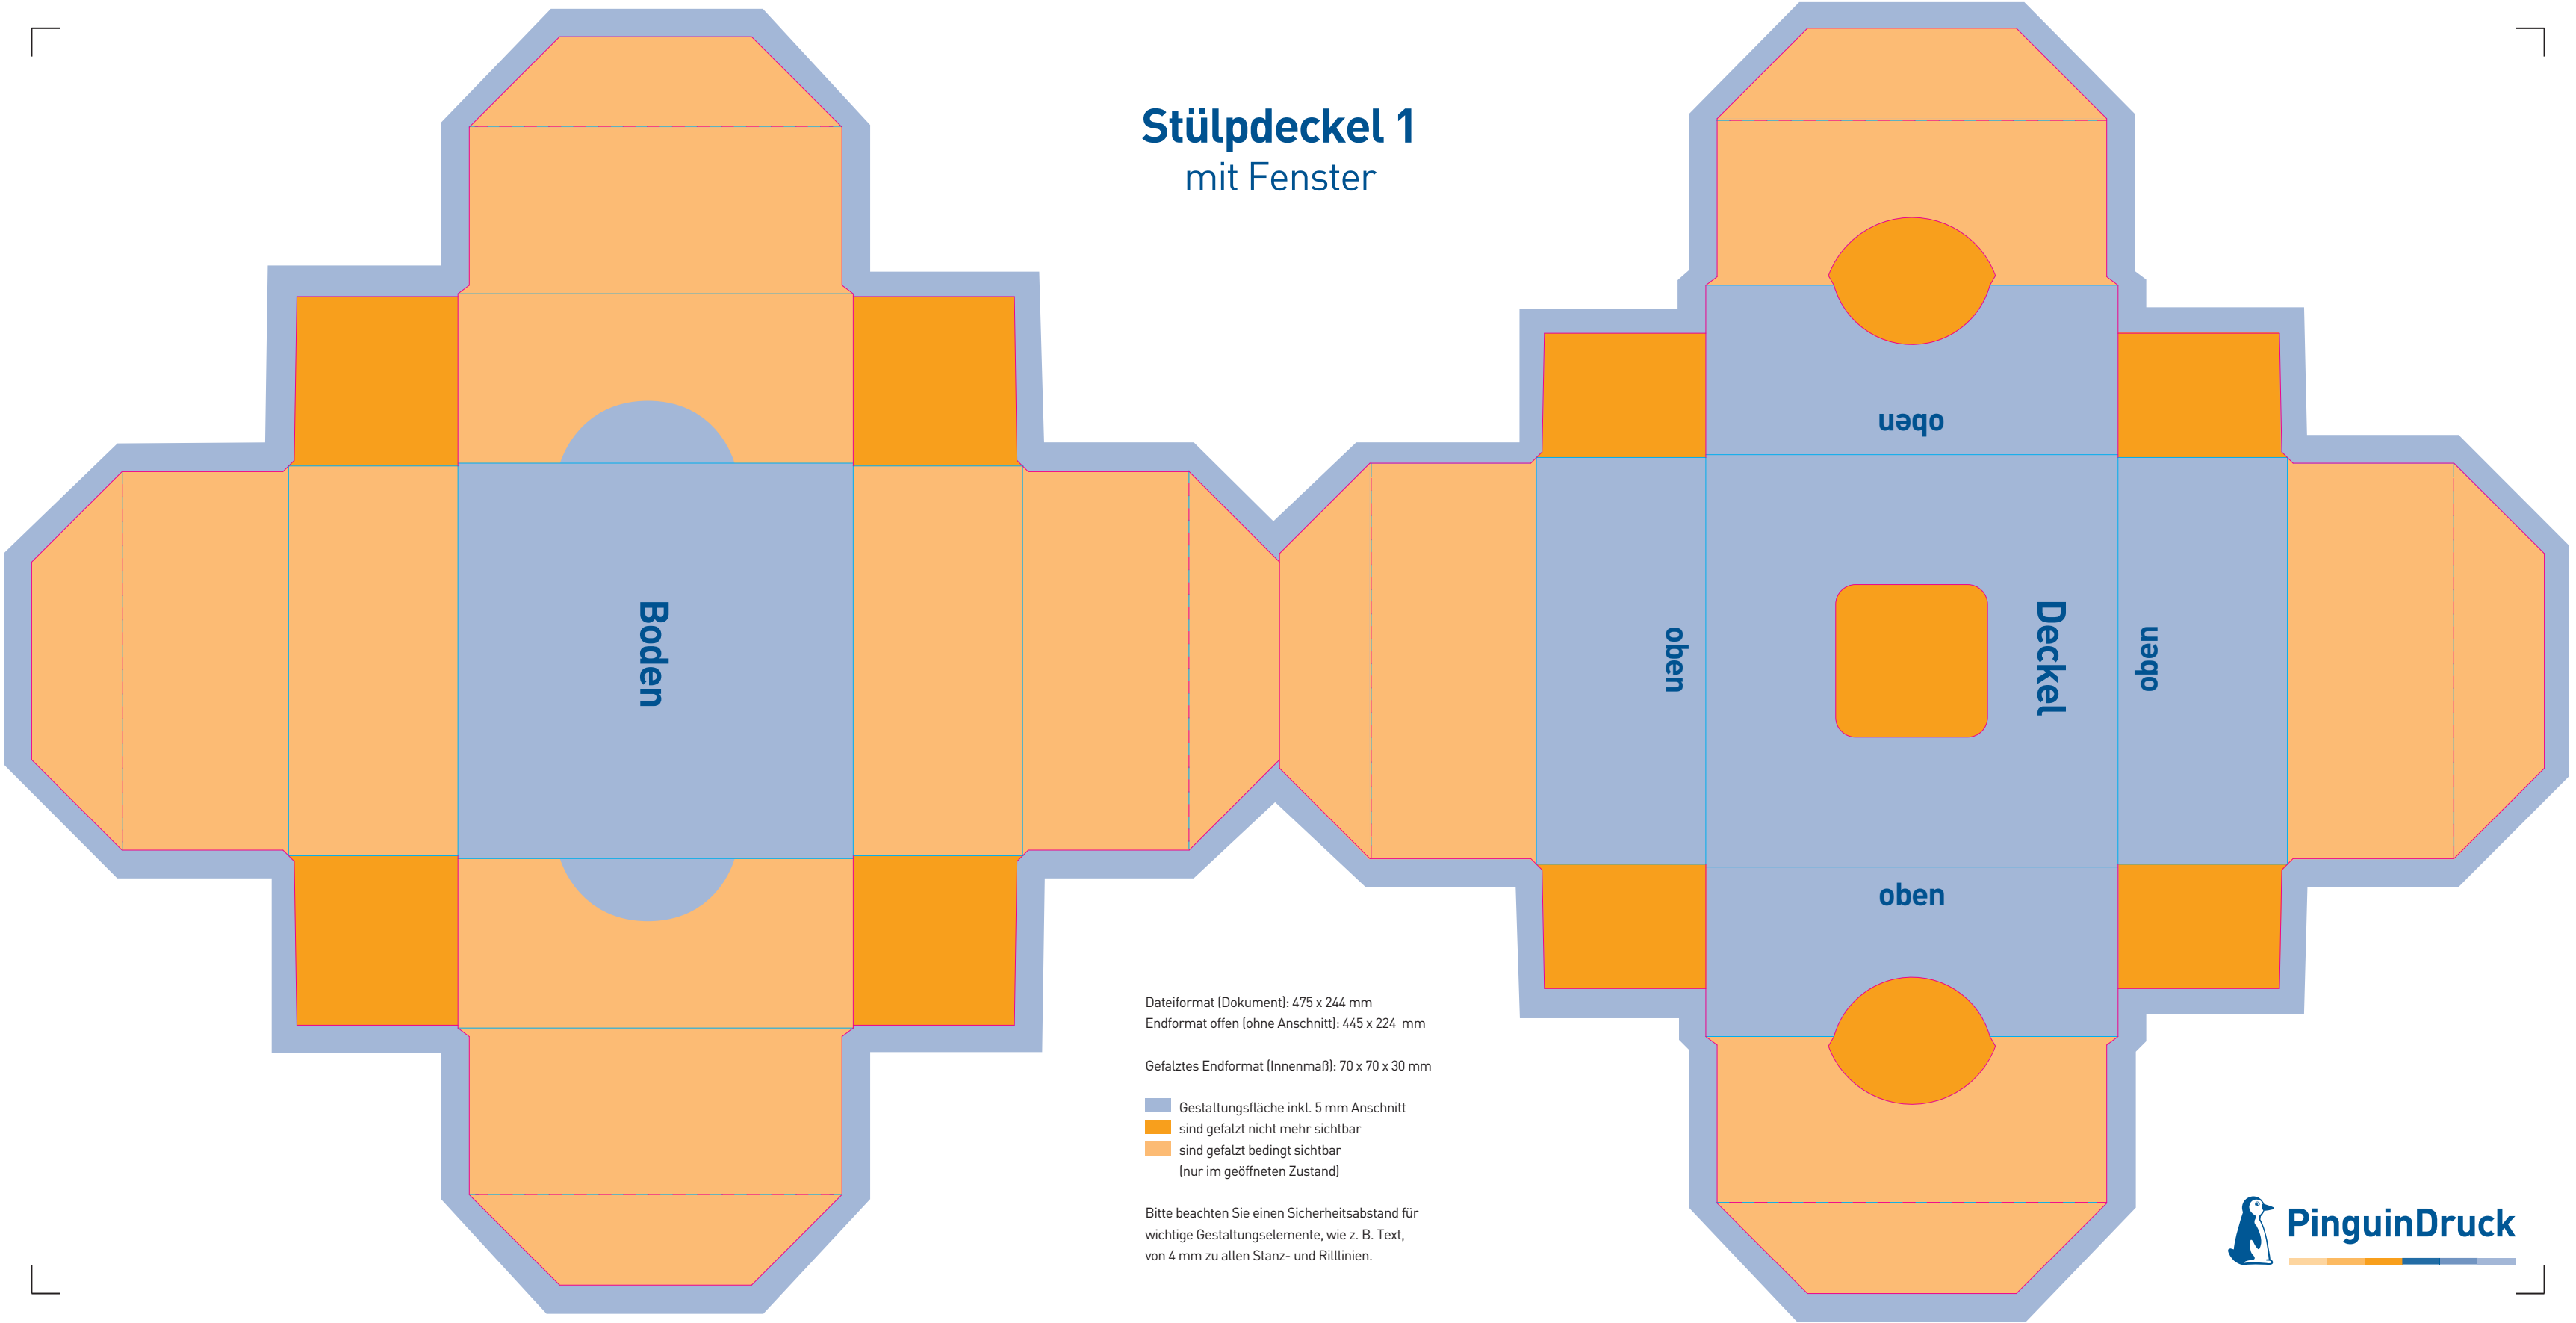 Stülpdeckel 1
mit Fenster
oben
Boden
oben
Deckel
oben
oben
Dateiformat (Dokument): 475 x 244 mm
Endformat offen (ohne Anschnitt): 445 x 224  mm
Gefalztes Endformat (Innenmaß): 70 x 70 x 30 mm
Gestaltungsfläche inkl. 5 mm Anschnitt
sind gefalzt nicht mehr sichtbar
sind gefalzt bedingt sichtbar
(nur im geöffneten Zustand)
Bitte beachten Sie einen Sicherheitsabstand für
wichtige Gestaltungselemente, wie z. B. Text,
von 4 mm zu allen Stanz- und Rilllinien.
PinguinDruck